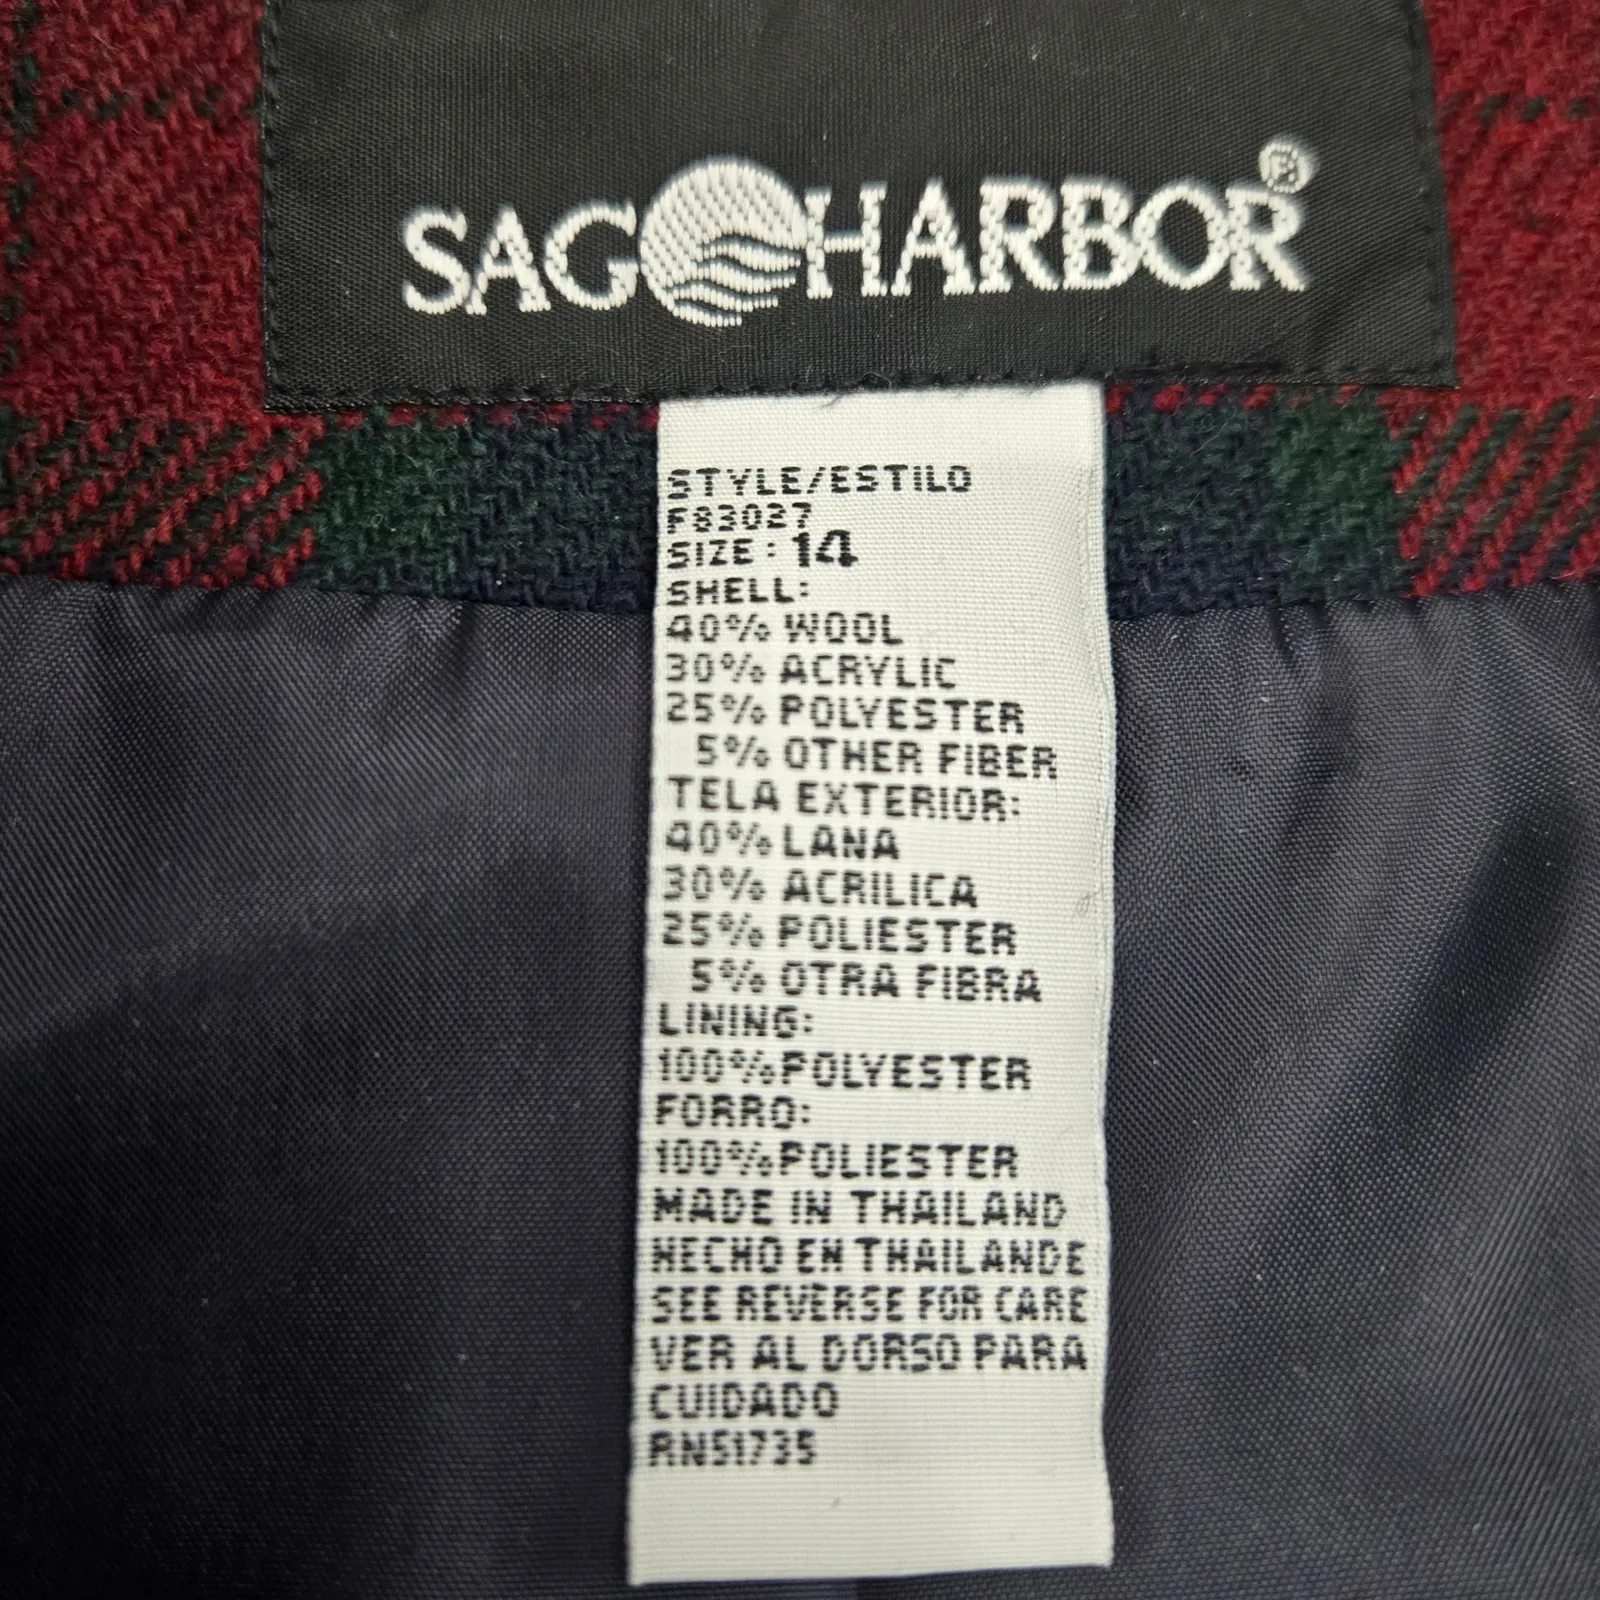 SAG HARBOR®
STYLE/ESTILO
F83027
SIZE: 14
SHELL:
40% WOOL
30% ACRYLIC
25% POLYESTER
5% OTHER FIBER
TELA EXTERIOR:
40% LANA
30% ACRILICA
25% POLIESTER
5% OTRA FIBRA
LINING:
100% POLYESTER
FORRO:
100% POLIESTER
MADE IN THAILAND
HECHO EN THAILANDE
SEE REVERSE FOR CARE
VER AL DORSO PARA
CUIDADO
RN51735